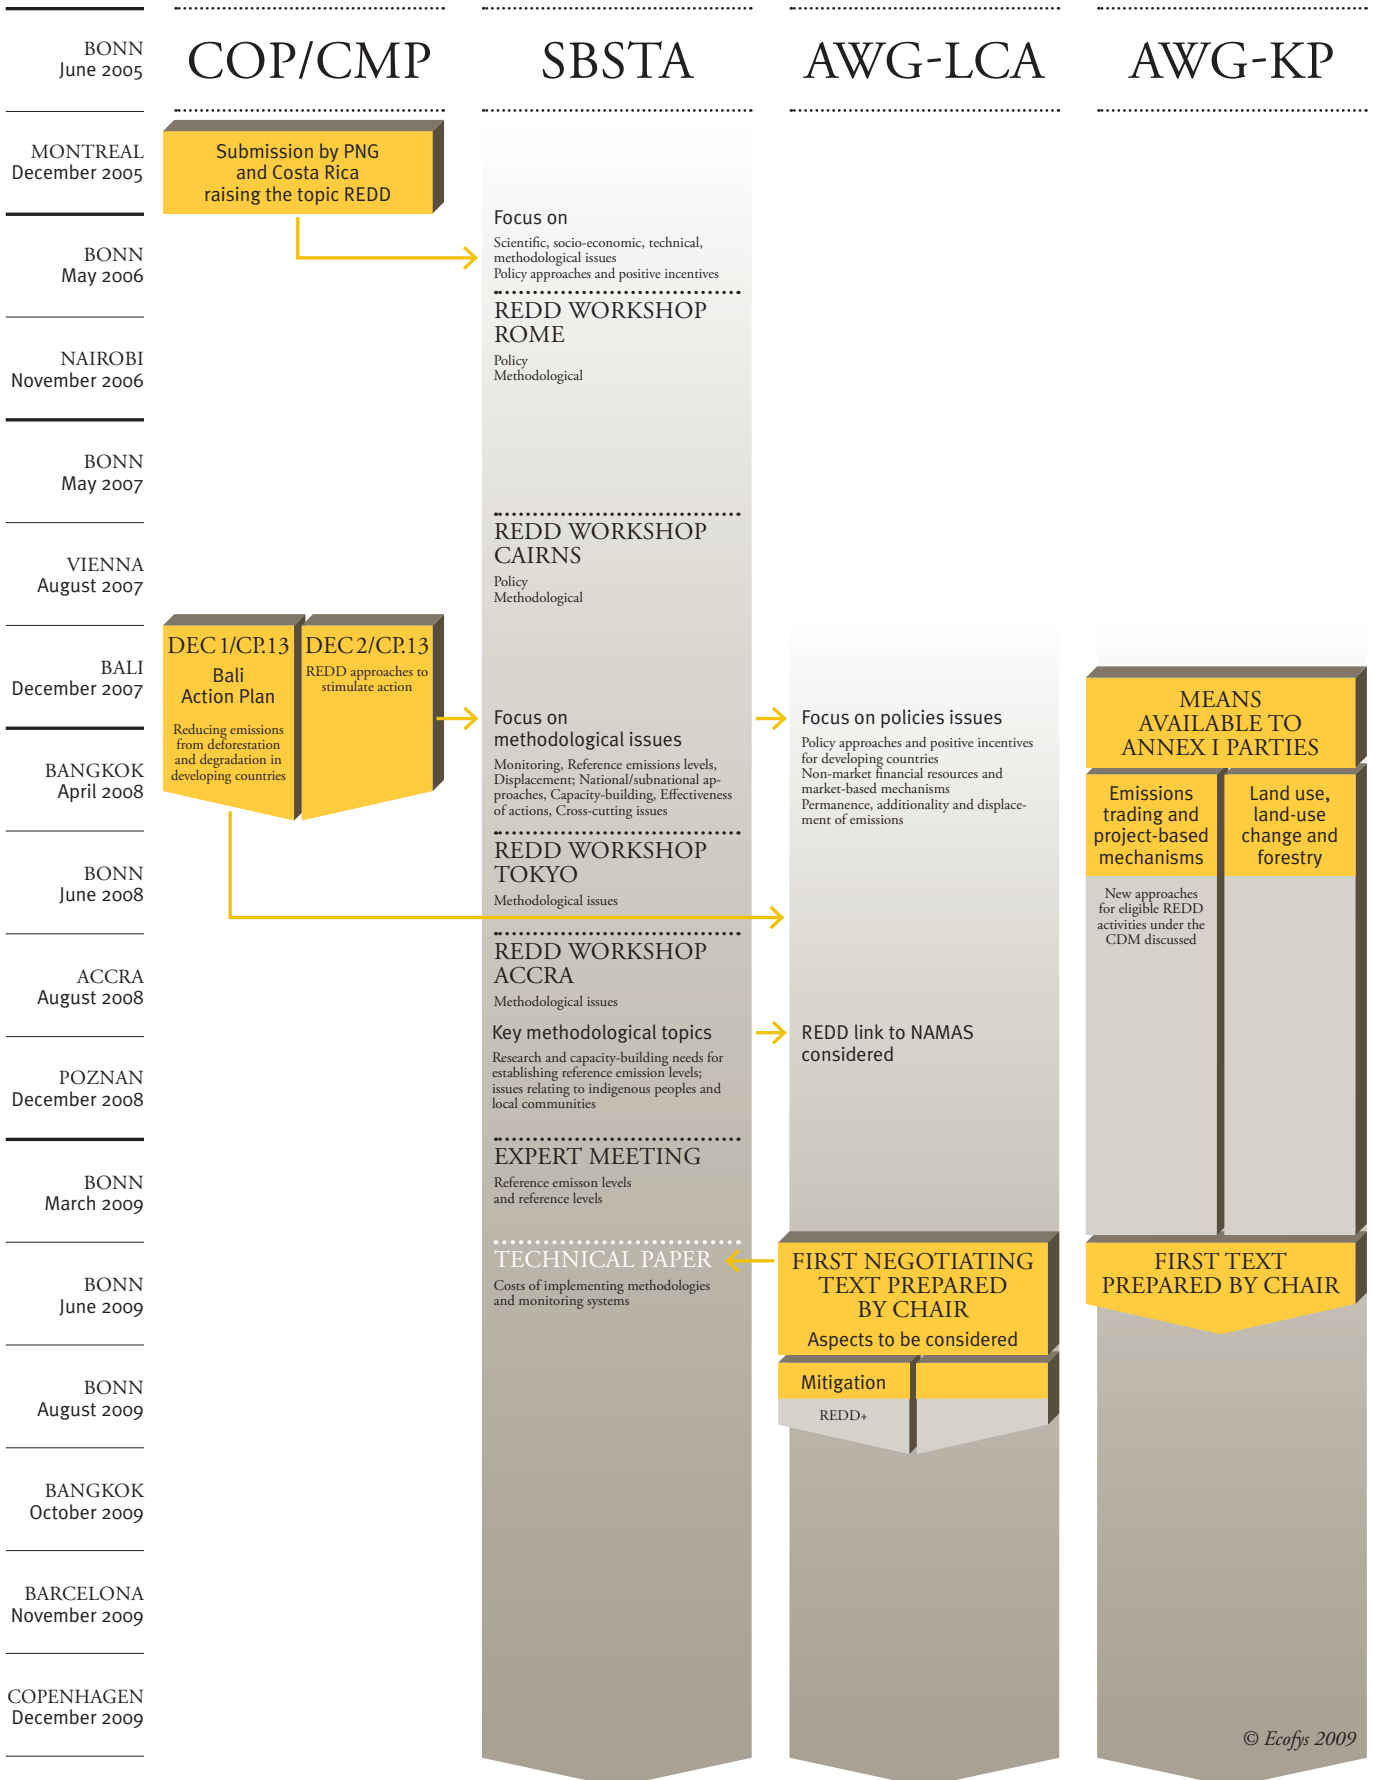 BONN
June 2005
MONTREAL
December 2005
BONN
May 2006
NAIROBI
November 2006
BONN
May 2007
VIENNA
August 2007
BALI
December 2007
BANGKOK
April 2008
BONN
June 2008
ACCRA
August 2008
POZNAN
December 2008
BONN
March 2009
BONN
June 2009
BONN
August 2009
BANGKOK
October 2009
BARCELONA
November 2009
COPENHAGEN
December 2009
COP/CMP
Submission by PNG
and Costa Rica
raising the topic REDD
DEC 1/CP.13
Bali
Action Plan
Reducing emissions
from deforestation
and degradation in
developing countries
DEC 2/CP.13
REDD approaches to
stimulate action
SBSTA
Focus on
Scientific, socio-economic, technical,
methodological issues
Policy approaches and positive incentives
REDD WORKSHOP
ROME
Policy
Methodological
REDD WORKSHOP
CAIRNS
Policy
Methodological
Focus on
methodological issues
Monitoring, Reference emissions levels,
Displacement; National/subnational ap-
proaches, Capacity-building, Effectiveness
of actions, Cross-cutting issues
REDD WORKSHOP
TOKYO
Methodological issues
REDD WORKSHOP
ACCRA
Methodological issues
Key methodological topics
Research and capacity-building needs for
establishing reference emission levels;
issues relating to indigenous peoples and
local communities
EXPERT MEETING
Reference emisson levels
and reference levels
TECHNICAL PAPER
Costs of implementing methodologies
and monitoring systems
AWG-LCA
Focus on policies issues
Policy approaches and positive incentives
for developing countries
Non-market financial resources and
market-based mechanisms
Permanence, additionality and displace-
ment of emissions
REDD link to NAMAS
considered
FIRST NEGOTIATING
TEXT PREPARED
BY CHAIR
Aspects to be considered
Mitigation
REDD+
AWG-KP
MEANS
AVAILABLE TO
ANNEX I PARTIES
Emissions
trading and
project-based
mechanisms
New approaches
for eligible REDD
activities under the
CDM discussed
Land use,
land-use
change and
forestry
FIRST TEXT
PREPARED BY CHAIR
© Ecofys 2009